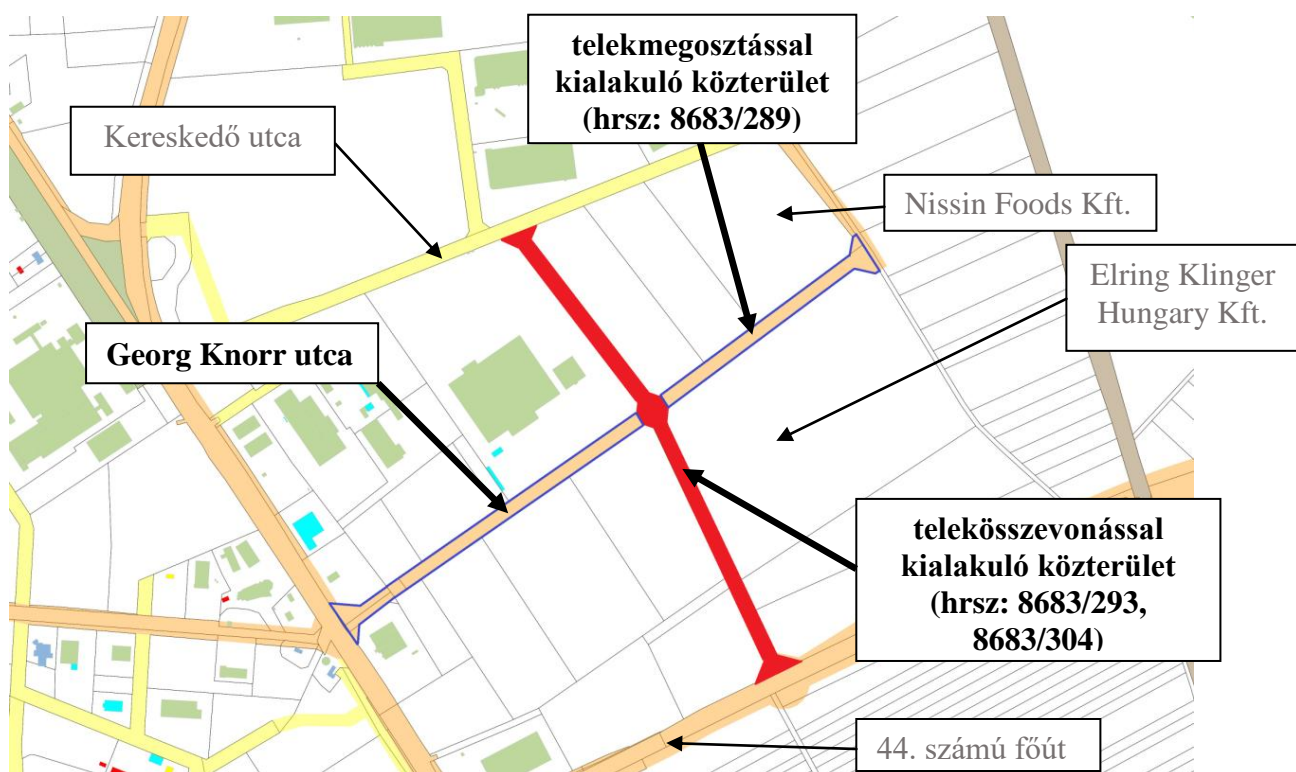 telekmegosztással
kialakuló közterület
(hrsz: 8683/289)
Kereskedő utca
Nissin Foods Kft.
Elring Klinger
Hungary Kft.
Georg Knorr utca
telekösszevonással
kialakuló közterület
(hrsz: 8683/293,
8683/304)
44. számú főút